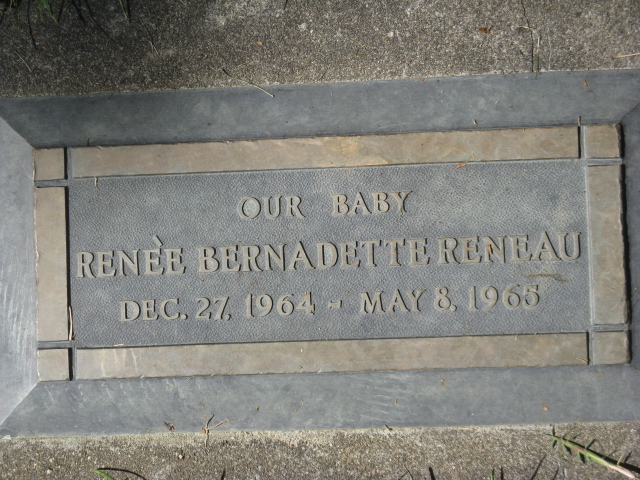 OUR BABY
RENÈE BERNADETTE RENEAU
DEC. 27, 1964 - MAY 8, 1965